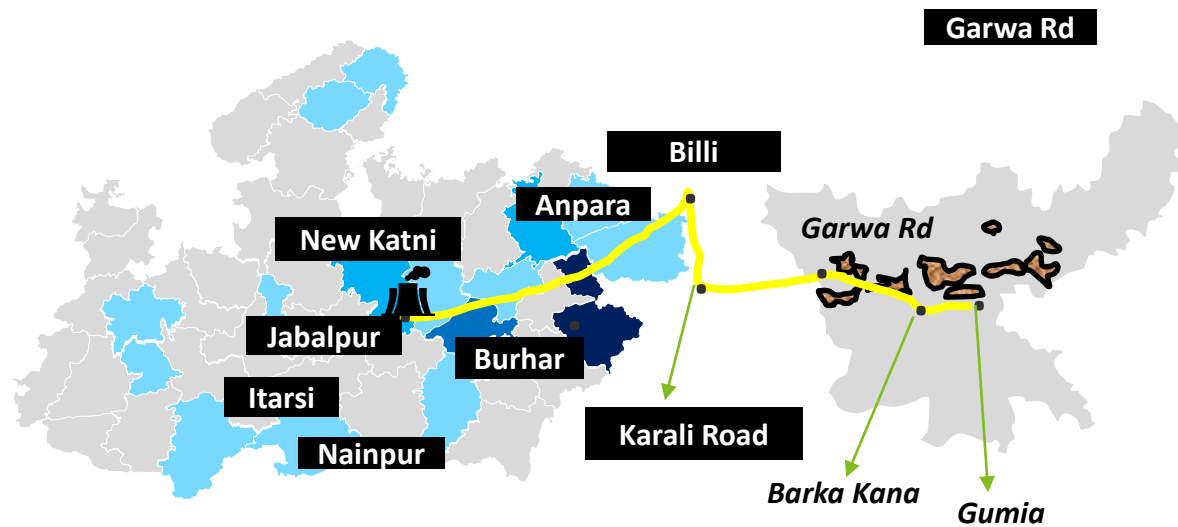 Garwa Rd
Billi
Anpara
Garwa Rd
New Katni
Jabalpur
Burhar
Itarsi
Karali Road
Nainpur
Barka Kana
Gumia